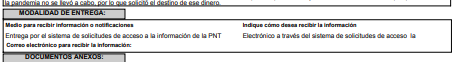 la pandemia no se llevó a cabo, por lo que solicitó el destino de ese dinero.
MODALIDAD DE ENTREGA:
Medio para recibir información o notificaciones Indique cómo desea recibir la información
Entrega por el sistema de solicitudes de acceso a la información de la PNT Electrónico a través del sistema de solicitudes de acceso la
Correo electrónico para recibir la información:
DOCUMENTOS ANEXOS: